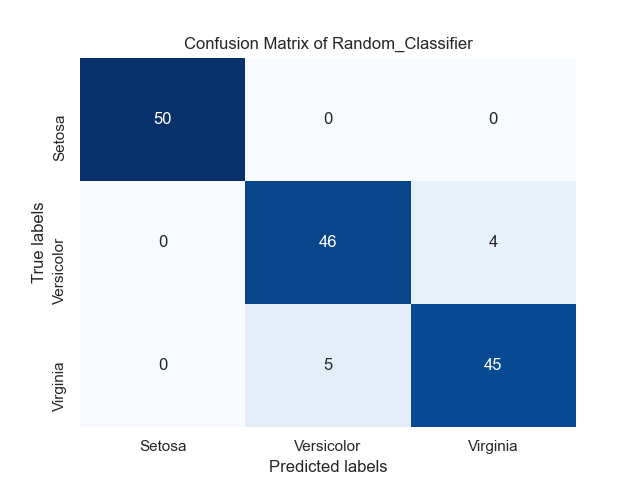 Confusion Matrix of Random_Classifier
True labels
Setosa
50 0 0
Versicolor
0 46 4
Virginia
0 5 45
Setosa Versicolor Virginia
Predicted labels